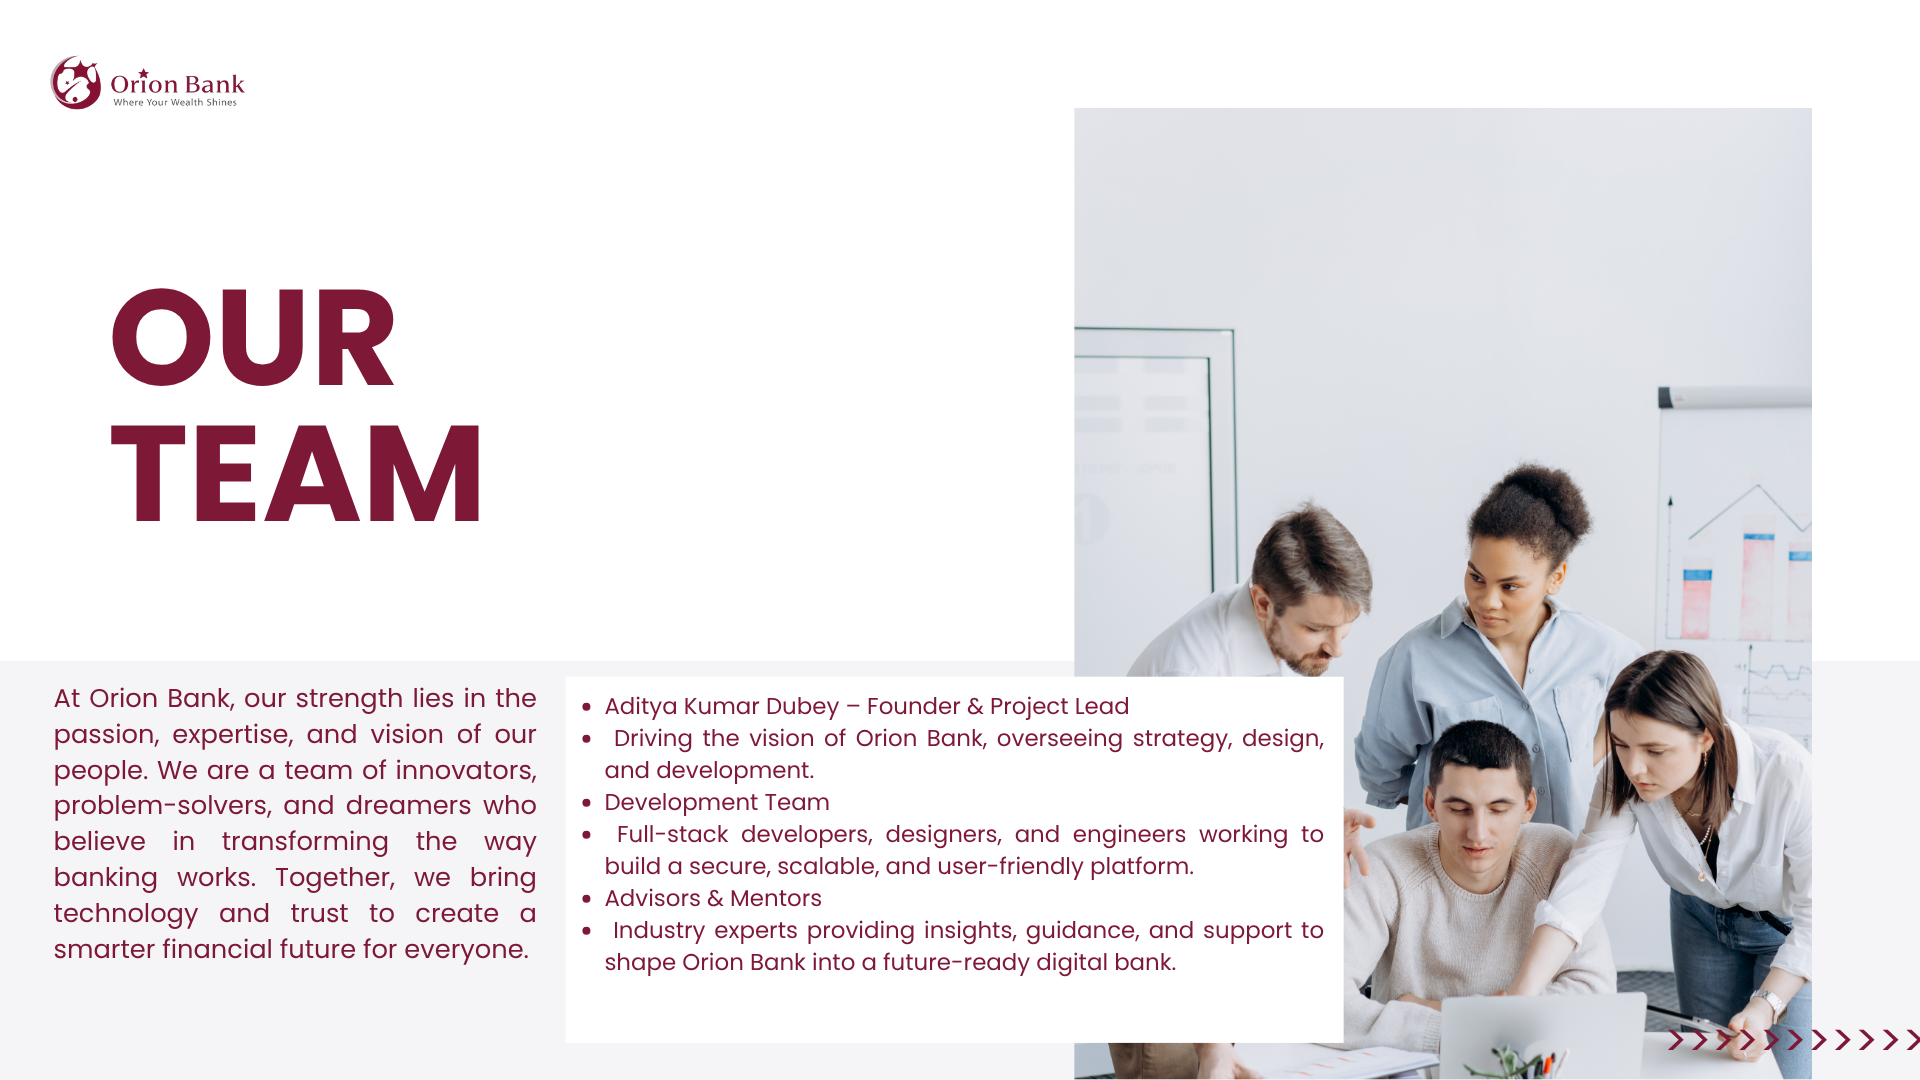 Orion Bank
Where Your Wealth Shines
OUR
TEAM
At Orion Bank, our strength lies in the
passion, expertise, and vision of our
people. We are a team of innovators,
problem-solvers, and dreamers who
believe in transforming the way
banking works. Together, we bring
technology and trust to create a
smarter financial future for everyone.
• Aditya Kumar Dubey – Founder & Project Lead
• Driving the vision of Orion Bank, overseeing strategy, design,
and development.
• Development Team
• Full-stack developers, designers, and engineers working to
build a secure, scalable, and user-friendly platform.
• Advisors & Mentors
• Industry experts providing insights, guidance, and support to
shape Orion Bank into a future-ready digital bank.